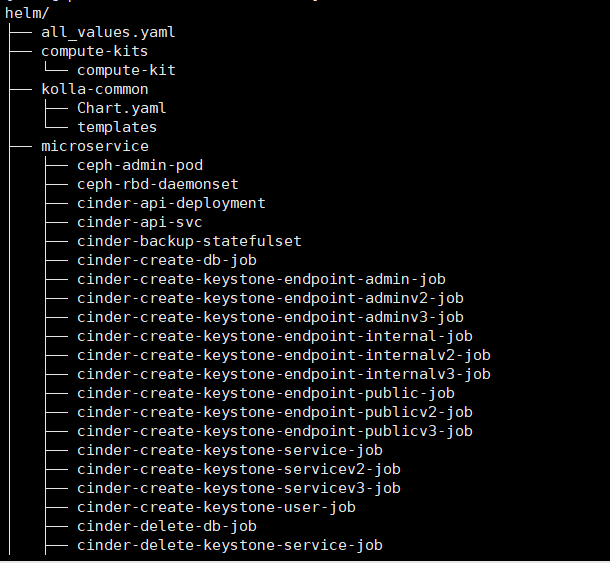 helm/
├── all_values.yaml
├── compute-kits
│   └── compute-kit
├── kolla-common
│   ├── Chart.yaml
│   └── templates
├── microservice
│   ├── ceph-admin-pod
│   ├── ceph-rbd-daemonset
│   ├── cinder-api-deployment
│   ├── cinder-api-svc
│   ├── cinder-backup-statefulset
│   ├── cinder-create-db-job
│   ├── cinder-create-keystone-endpoint-admin-job
│   ├── cinder-create-keystone-endpoint-adminv2-job
│   ├── cinder-create-keystone-endpoint-adminv3-job
│   ├── cinder-create-keystone-endpoint-internal-job
│   ├── cinder-create-keystone-endpoint-internalv2-job
│   ├── cinder-create-keystone-endpoint-internalv3-job
│   ├── cinder-create-keystone-endpoint-public-job
│   ├── cinder-create-keystone-endpoint-publicv2-job
│   ├── cinder-create-keystone-endpoint-publicv3-job
│   ├── cinder-create-keystone-service-job
│   ├── cinder-create-keystone-servicev2-job
│   ├── cinder-create-keystone-servicev3-job
│   ├── cinder-create-keystone-user-job
│   ├── cinder-delete-db-job
│   ├── cinder-delete-keystone-service-job